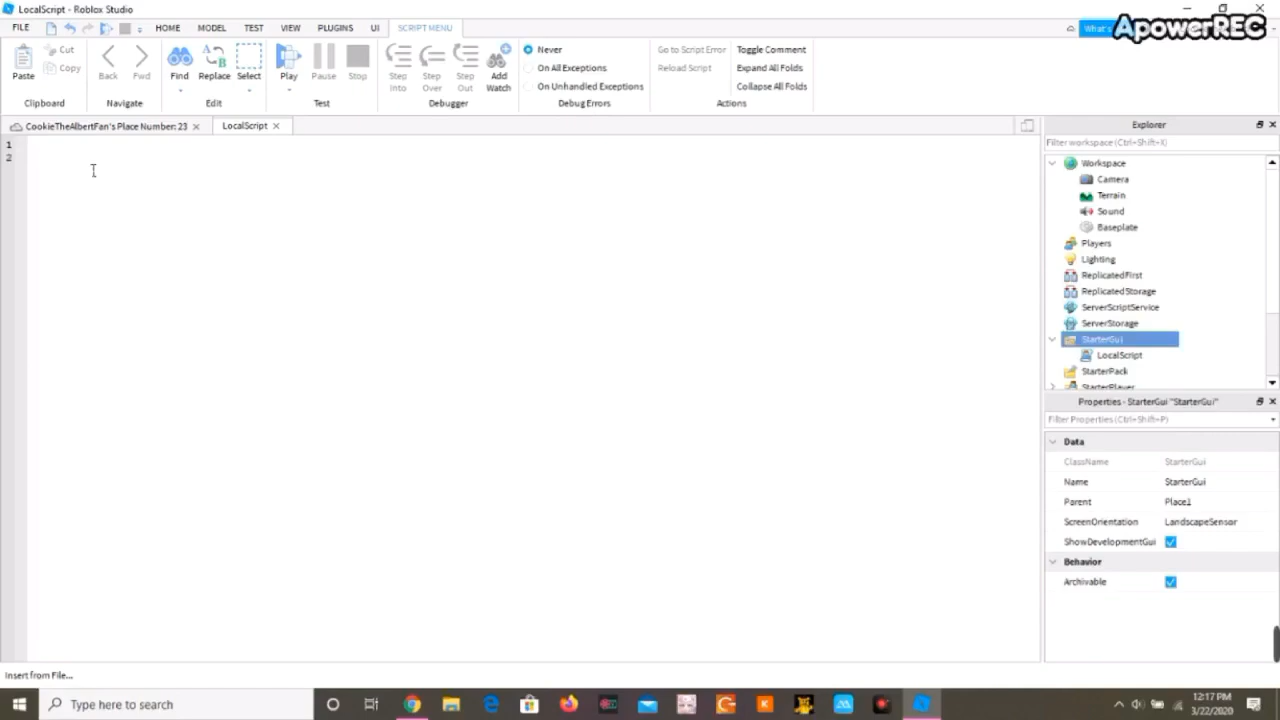 LocalScript - Roblox Studio
ApowerREC
FILE HOME MODEL TEST VIEW PLUGINS UI SCRIPT MENU What's
Paste Cut Copy Back Fwd Find Replace Select Play Pause Stop Step Into Step Over Step Out Add Watch
Never
On All Exceptions
On Unhandled Exceptions
Go to Script Error
Reload Script
Toggle Comment
Expand All Folds
Collapse All Folds
Clipboard Navigate Edit Test Debugger Debug Errors Actions
CookieTheAlbertFan's Place Number: 23 LocalScript
1
2
Explorer
Filter workspace (Ctrl+Shift+X)
Workspace
Camera
Terrain
Sound
Baseplate
Players
Lighting
ReplicatedFirst
ReplicatedStorage
ServerScriptService
ServerStorage
StarterGui
LocalScript
StarterPack
StarterPlayer
Properties - StarterGui "StarterGui"
Filter Properties (Ctrl+Shift+P)
Data
ClassName StarterGui
Name StarterGui
Parent Place1
ScreenOrientation LandscapeSensor
ShowDevelopmentGui
Behavior
Archivable
Insert from File...
Type here to search
12:17 PM
3/22/2020